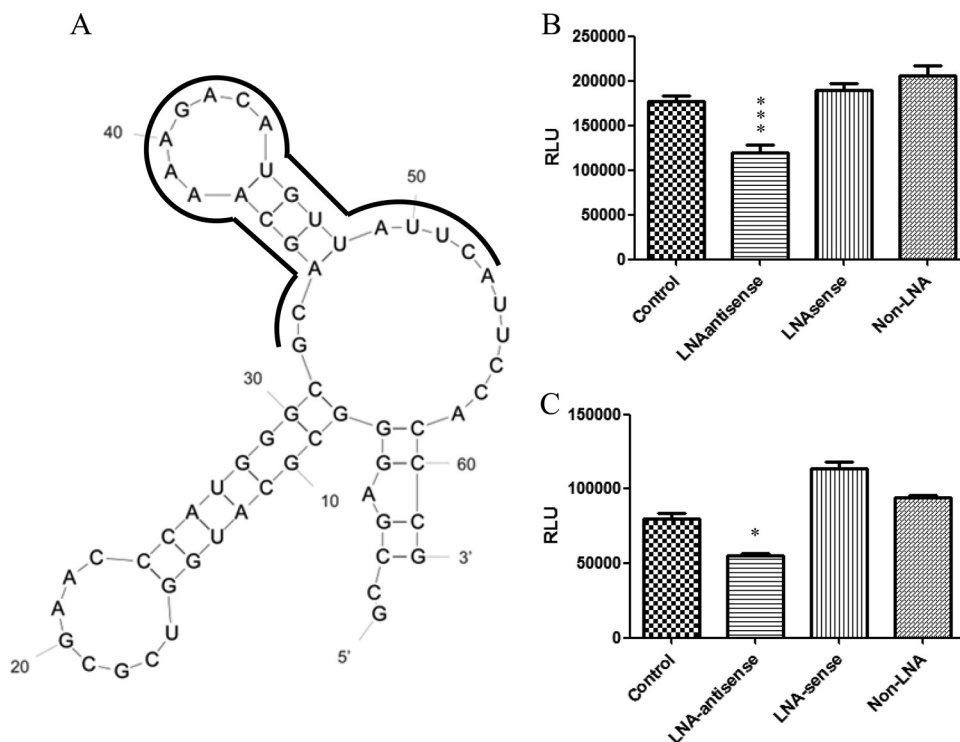 A
GCCGAGGGCGCAUGGUCGCGAACCCAUGGGCGCAGCAAAAGACAUGUUAUUCAUUCCACCCG
5'
10
20
30
40
50
60
3'
B
RLU
250000
200000
150000
100000
50000
0
***
Control
LNAantisense
LNAsense
Non-LNA
C
RLU
150000
100000
50000
0
*
Control
LNA-antisense
LNA-sense
Non-LNA